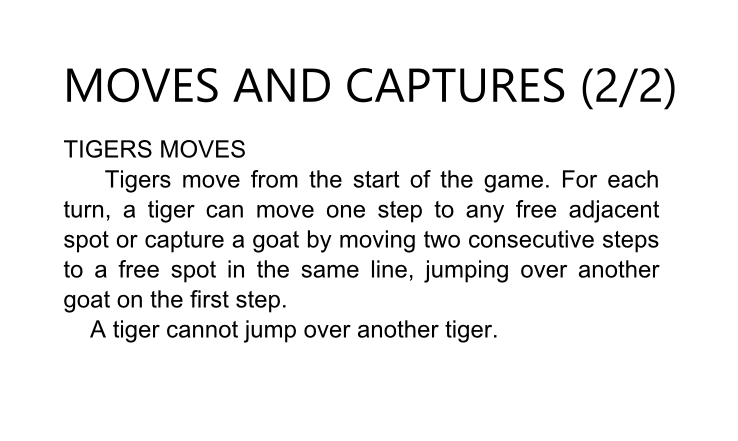 MOVES AND CAPTURES (2/2)
TIGERS MOVES
Tigers move from the start of the game. For each
turn, a tiger can move one step to any free adjacent
spot or capture a goat by moving two consecutive steps
to a free spot in the same line, jumping over another
goat on the first step.
A tiger cannot jump over another tiger.